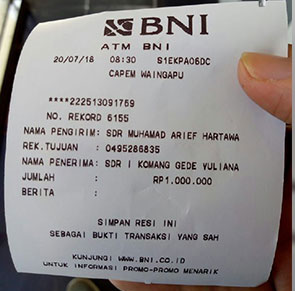 BNI
ATM BNI
20/07/18 08:30 S1EKPA06DC
CAPEM WAINGAPU
****222513091769
NO. REKORD 6155
NAMA PENGIRIM: SDR MUHAMAD ARIEF HARTAWA
REK.TUJUAN : 0495286835
NAMA PENERIMA: SDR I KOMANG GEDE YULIANA
JUMLAH : RP1.000.000
BERITA :
SIMPAN RESI INI
SEBAGAI BUKTI TRANSAKSI YANG SAH
KUNJUNGI WWW.BNI.CO.ID
UNTUK INFORMASI PROMO-PROMO MENARIK